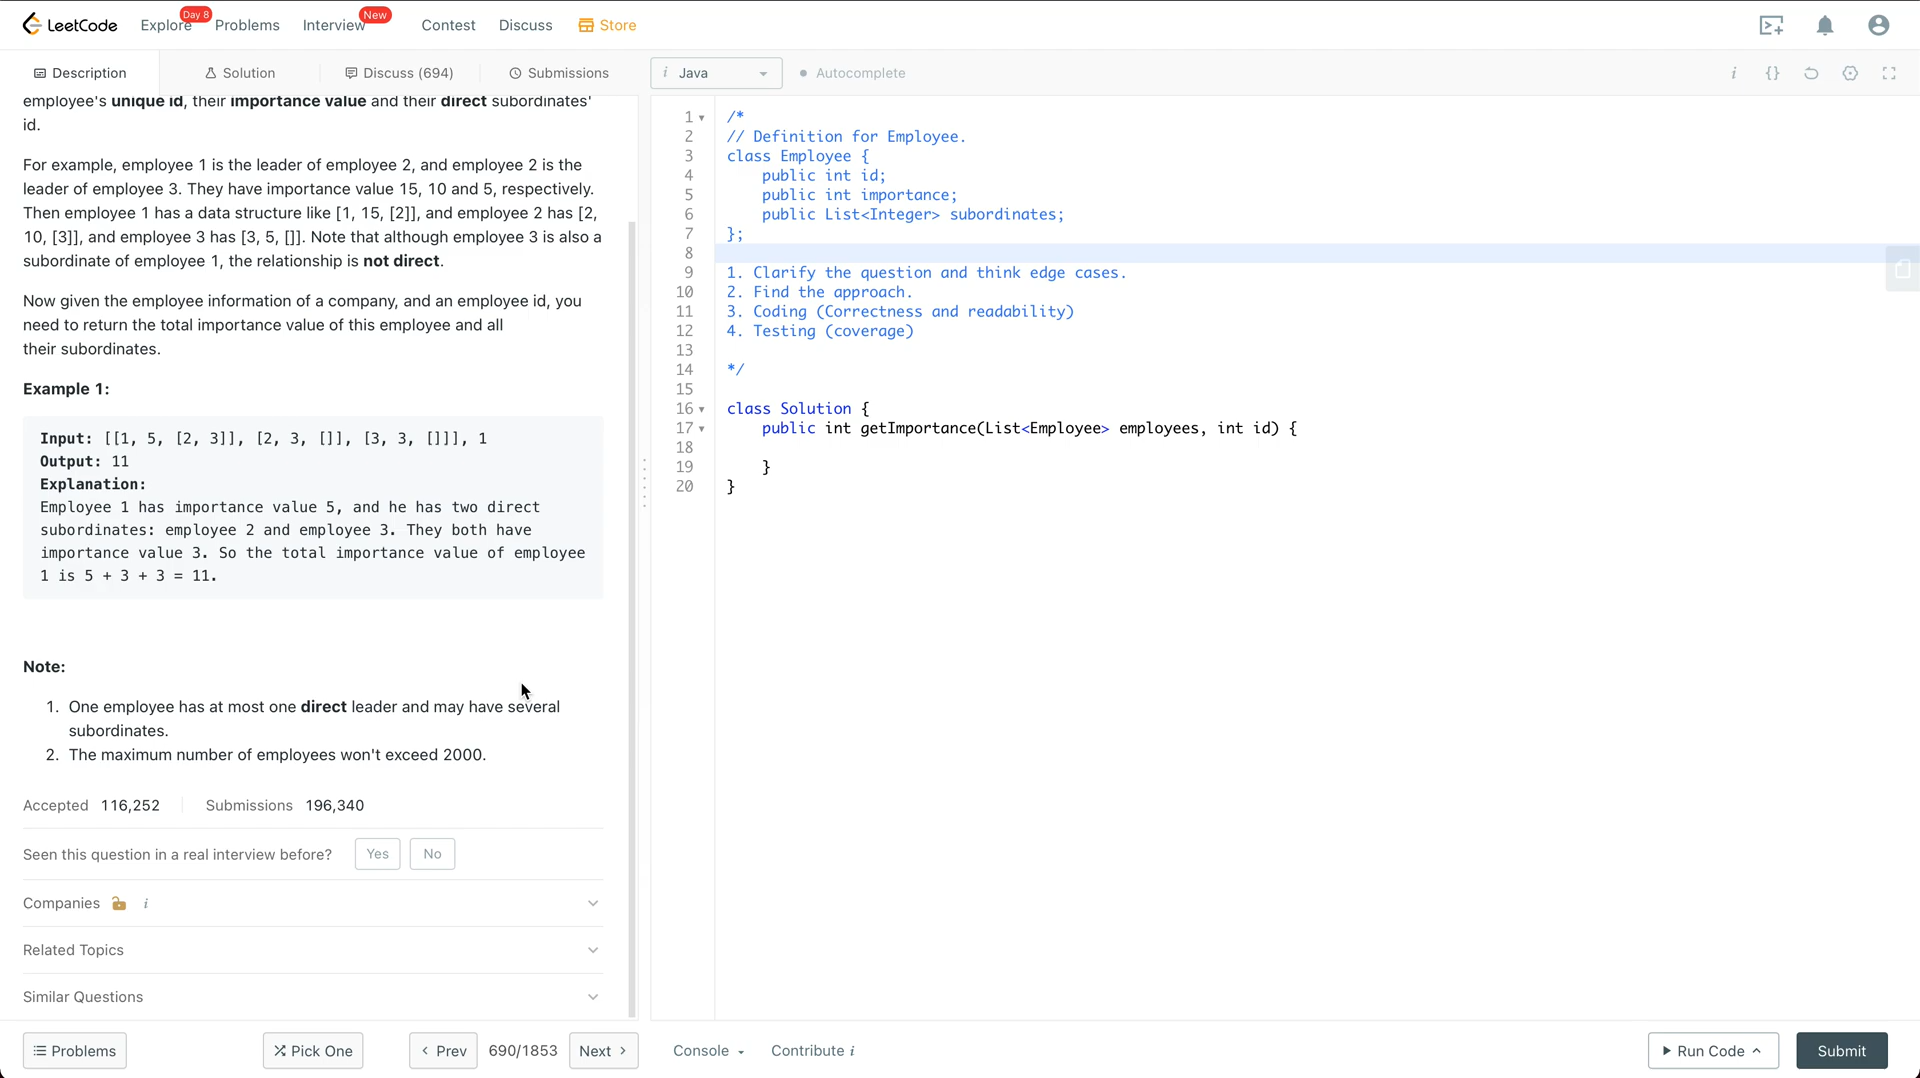 LeetCode
Explore
Day 8
Problems
Interview
New
Contest
Discuss
Store
Description
Solution
Discuss (694)
Submissions
i Java
Autocomplete
i
{}
employee's unique id, their importance value and their direct subordinates'
id.
For example, employee 1 is the leader of employee 2, and employee 2 is the
leader of employee 3. They have importance value 15, 10 and 5, respectively.
Then employee 1 has a data structure like [1, 15, [2]], and employee 2 has [2,
10, [3]], and employee 3 has [3, 5, []]. Note that although employee 3 is also a
subordinate of employee 1, the relationship is not direct.
Now given the employee information of a company, and an employee id, you
need to return the total importance value of this employee and all
their subordinates.
Example 1:
Input: [[1, 5, [2, 3]], [2, 3, []], [3, 3, []]], 1
Output: 11
Explanation:
Employee 1 has importance value 5, and he has two direct
subordinates: employee 2 and employee 3. They both have
importance value 3. So the total importance value of employee
1 is 5 + 3 + 3 = 11.
Note:
1. One employee has at most one direct leader and may have several
subordinates.
2. The maximum number of employees won't exceed 2000.
Accepted 116,252
Submissions 196,340
Seen this question in a real interview before?
Yes
No
Companies i
Related Topics
Similar Questions
1 /*
2 // Definition for Employee.
3 class Employee {
4 public int id;
5 public int importance;
6 public List<Integer> subordinates;
7 };
8
9 1. Clarify the question and think edge cases.
10 2. Find the approach.
11 3. Coding (Correctness and readability)
12 4. Testing (coverage)
13
14 */
15
16 class Solution {
17 public int getImportance(List<Employee> employees, int id) {
18
19 }
20 }
Problems
Pick One
Prev
690/1853
Next
Console
Contribute i
Run Code
Submit